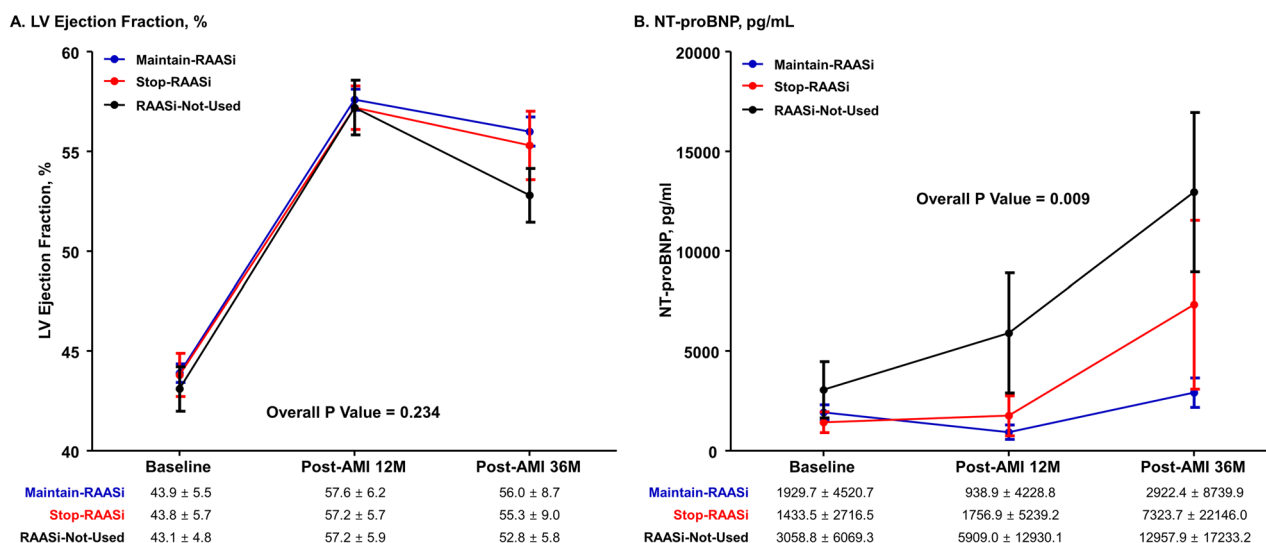 A. LV Ejection Fraction, %
60
55
50
45
40
LV Ejection Fraction, %
Maintain-RAASi
Stop-RAASi
RAASi-Not-Used
Overall P Value = 0.234
Baseline Post-AMI 12M Post-AMI 36M
Maintain-RAASi 43.9 ± 5.5 57.6 ± 6.2 56.0 ± 8.7
Stop-RAASi 43.8 ± 5.7 57.2 ± 5.7 55.3 ± 9.0
RAASi-Not-Used 43.1 ± 4.8 57.2 ± 5.9 52.8 ± 5.8
B. NT-proBNP, pg/mL
20000
15000
10000
5000
0
NT-proBNP, pg/ml
Maintain-RAASi
Stop-RAASi
RAASi-Not-Used
Overall P Value = 0.009
Baseline Post-AMI 12M Post-AMI 36M
Maintain-RAASi 1929.7 ± 4520.7 938.9 ± 4228.8 2922.4 ± 8739.9
Stop-RAASi 1433.5 ± 2716.5 1756.9 ± 5239.2 7323.7 ± 22146.0
RAASi-Not-Used 3058.8 ± 6069.3 5909.0 ± 12930.1 12957.9 ± 17233.2